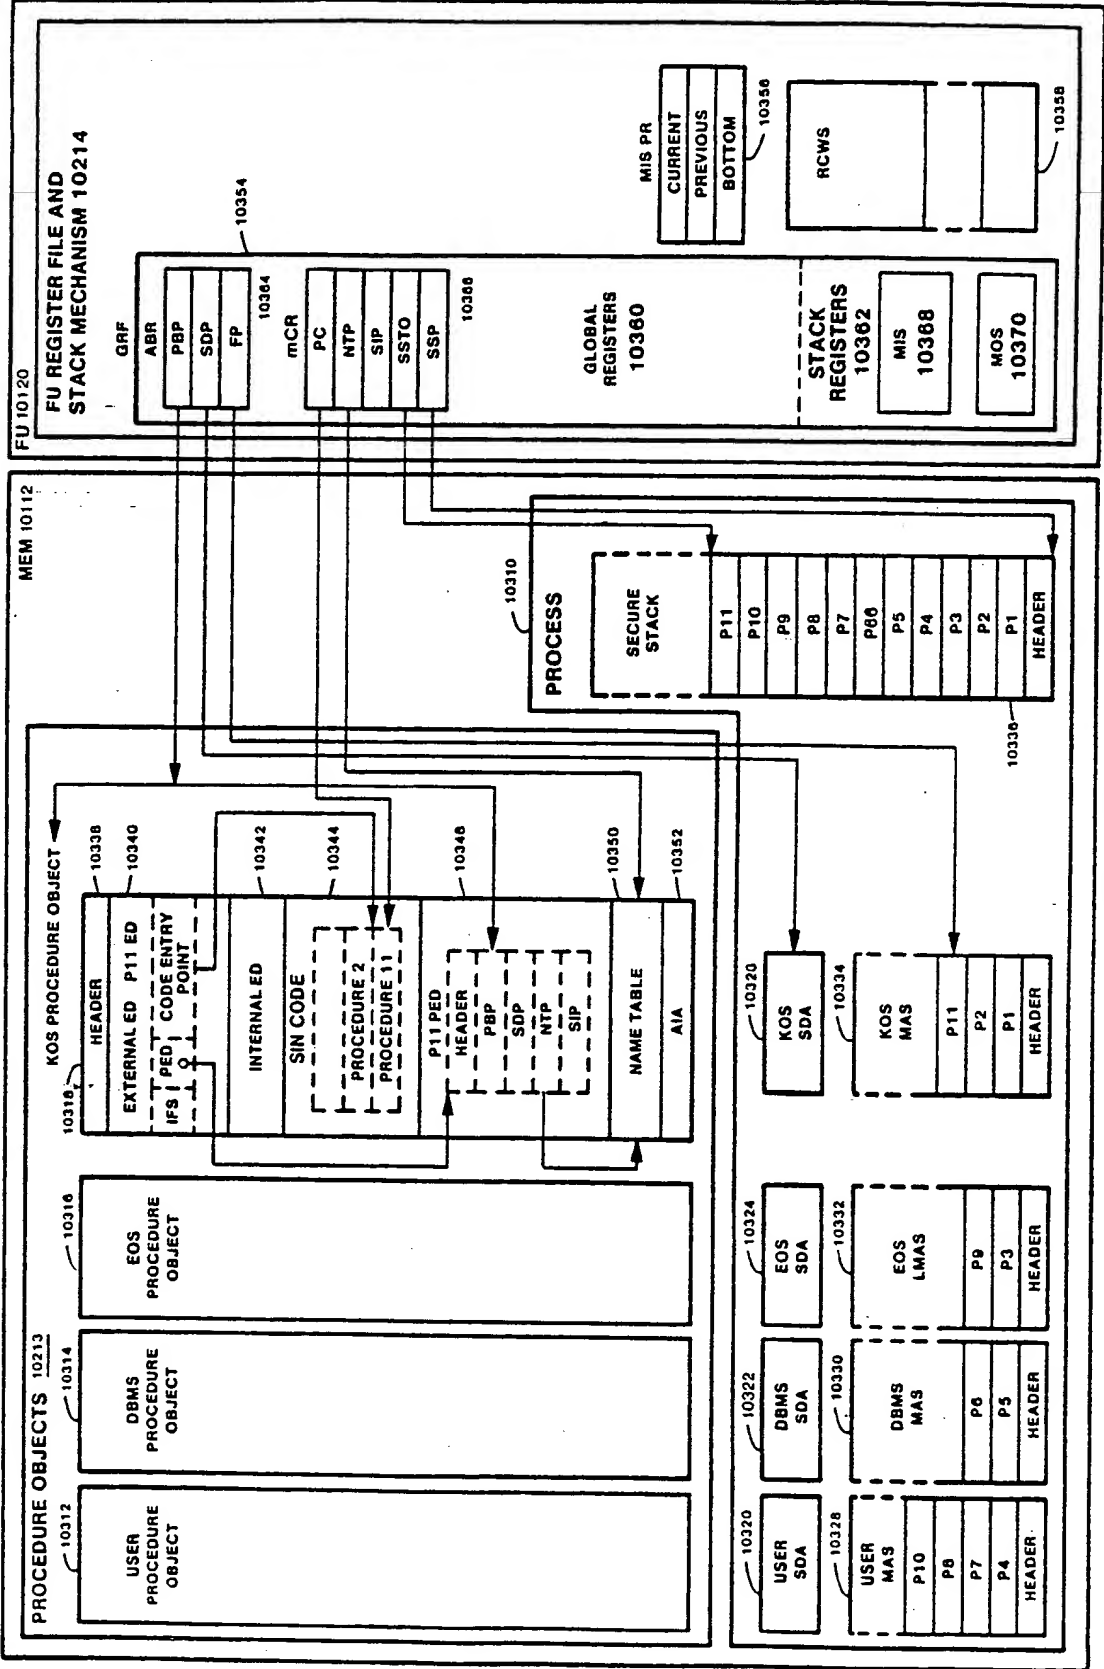 FU 10120
FU REGISTER FILE AND
STACK MECHANISM 10214
GRF
ABR
PBP
SDP
FP
10364
10354
mCR
PC
NTP
SIP
SSTO
SSP
10366
GLOBAL
REGISTERS
10360
STACK
REGISTERS
10362
MIS
10368
MOS
10370
MIS PR
CURRENT
PREVIOUS
BOTTOM
10356
RCWS
10358
MEM 10112
PROCEDURE OBJECTS 10213
10312
USER
PROCEDURE
OBJECT
10314
DBMS
PROCEDURE
OBJECT
10316
EOS
PROCEDURE
OBJECT
KOS PROCEDURE OBJECT
10318
HEADER
10338
EXTERNAL ED P11 ED
10340
IFS PED CODE ENTRY
POINT
INTERNAL ED
10342
SIN CODE
10344
PROCEDURE 2
PROCEDURE 11
P11 PED
10348
HEADER
PBP
SDP
NTP
SIP
NAME TABLE
10350
AIA
10352
10310
PROCESS
SECURE
STACK
P11
P10
P9
P8
P7
P66
P5
P4
P3
P2
P1
HEADER
10336
10320
USER
SDA
10322
DBMS
SDA
10324
EOS
SDA
10320
KOS
SDA
10328
USER
MAS
P10
P8
P7
P4
HEADER
10330
DBMS
MAS
P6
P5
HEADER
10332
EOS
LMAS
P9
P3
HEADER
10334
KOS
MAS
P11
P2
P1
HEADER